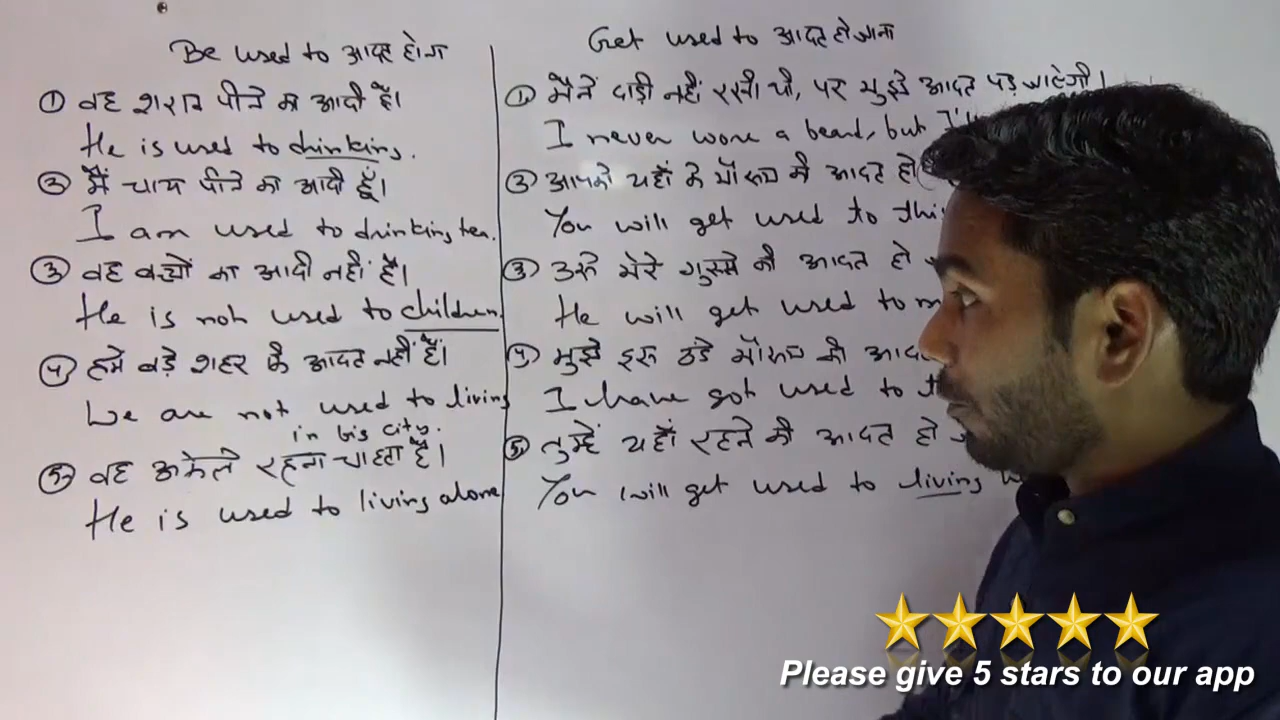 Be used to आदत होना
① वह शराब पीने का आदी है।
He is used to drinking.
② मैं चाय पीने का आदी हूँ।
I am used to drinking tea.
③ वह बच्चों का आदी नहीं है।
He is not used to children.
④ हमें बड़े शहर की आदत नहीं है।
We are not used to living
in big city.
⑤ वह अकेले रहना चाहता है।
He is used to living alone
Get used to आदत हो जाना
① मैंने दाड़ी नहीं रखी थी, पर मुझे आदत पड़ जाएगी।
I never wore a beard, but I'll
② आपको यहाँ के मौसम की आदत हो
You will get used to this
③ उसे मेरे गुस्से की आदत हो
He will get used to
④ मुझे इस ठंडे मौसम की
I have got used to
⑤ तुम्हें यहाँ रहने की आदत हो
You will get used to living
Please give 5 stars to our app